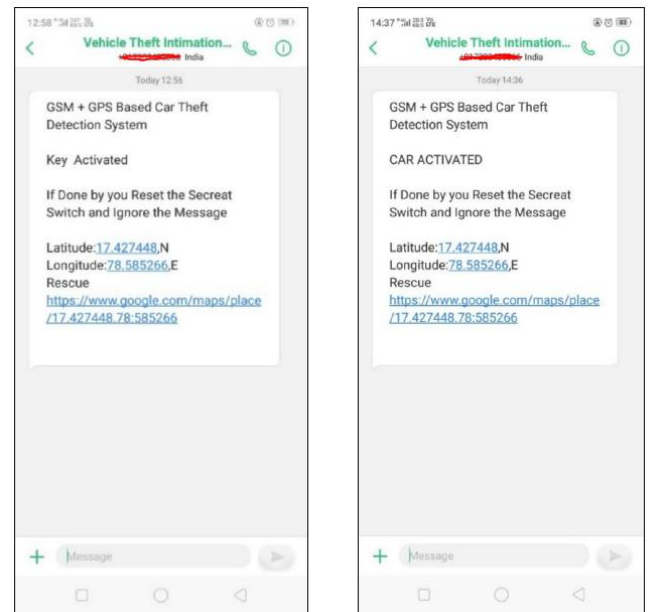 12:58
Vehicle Theft Intimation...
India
Today 12:56
GSM + GPS Based Car Theft
Detection System
Key Activated
If Done by you Reset the Secreat
Switch and Ignore the Message
Latitude:17.427448,N
Longitude:78.585266,E
Rescue
https://www.google.com/maps/place
/17.427448.78:585266
Message
14:37
Vehicle Theft Intimation...
India
Today 14:36
GSM + GPS Based Car Theft
Detection System
CAR ACTIVATED
If Done by you Reset the Secreat
Switch and Ignore the Message
Latitude:17.427448,N
Longitude:78.585266,E
Rescue
https://www.google.com/maps/place
/17.427448.78:585266
Message